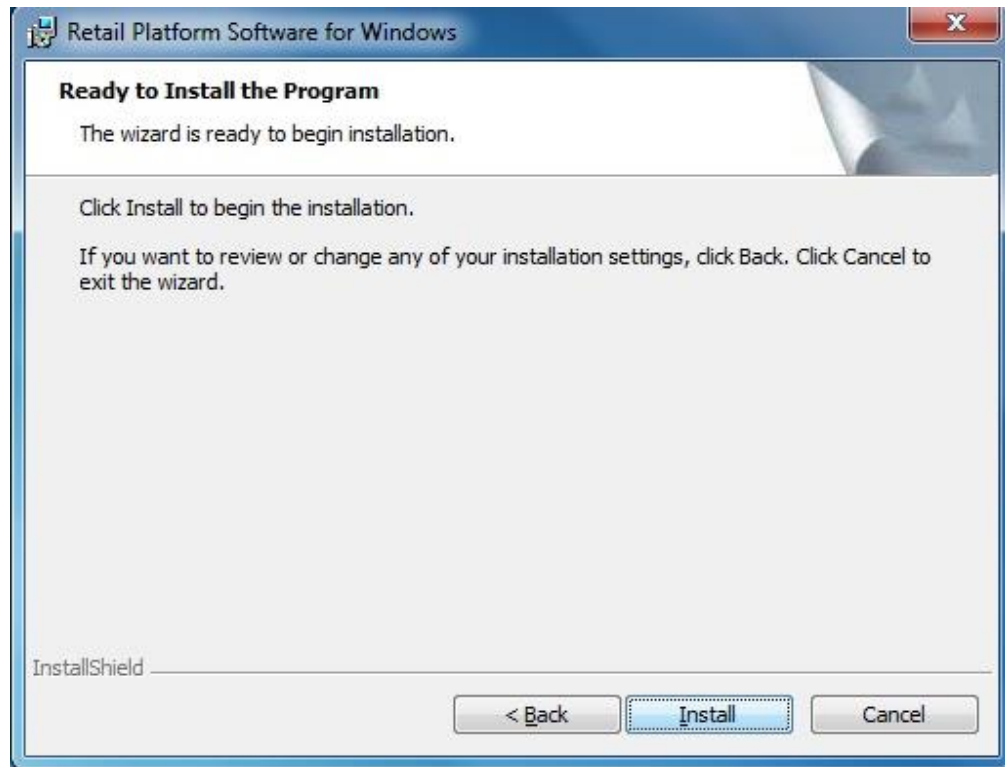 Retail Platform Software for Windows
Ready to Install the Program
The wizard is ready to begin installation.
Click Install to begin the installation.
If you want to review or change any of your installation settings, click Back. Click Cancel to
exit the wizard.
InstallShield
< Back Install Cancel